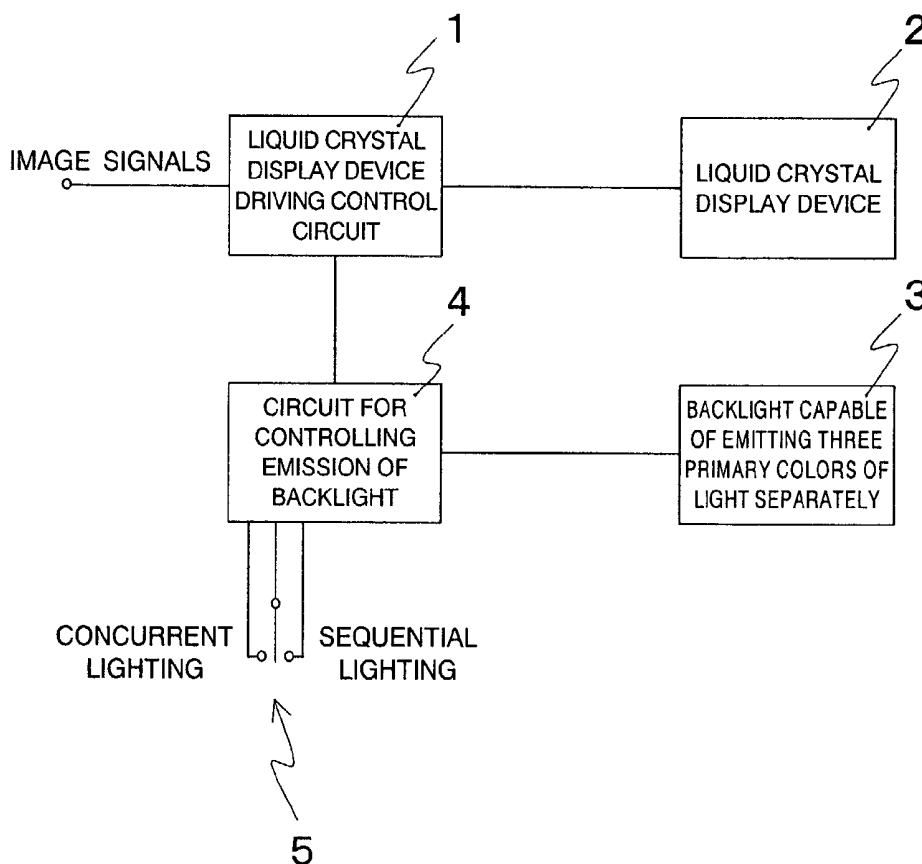 1
2
IMAGE SIGNALS
LIQUID CRYSTAL
DISPLAY DEVICE
DRIVING CONTROL
CIRCUIT
LIQUID CRYSTAL
DISPLAY DEVICE
4
3
CIRCUIT FOR
CONTROLLING
EMISSION OF
BACKLIGHT
BACKLIGHT CAPABLE
OF EMITTING THREE
PRIMARY COLORS OF
LIGHT SEPARATELY
CONCURRENT
LIGHTING
SEQUENTIAL
LIGHTING
5